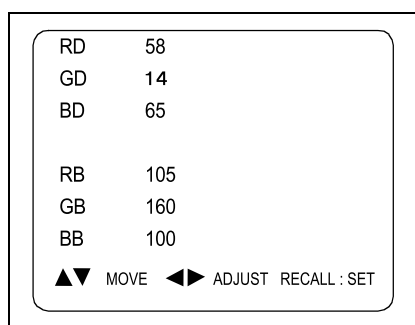 RD 58
GD 14
BD 65
RB 105
GB 160
BB 100
▲▼ MOVE ◀▶ ADJUST RECALL : SET